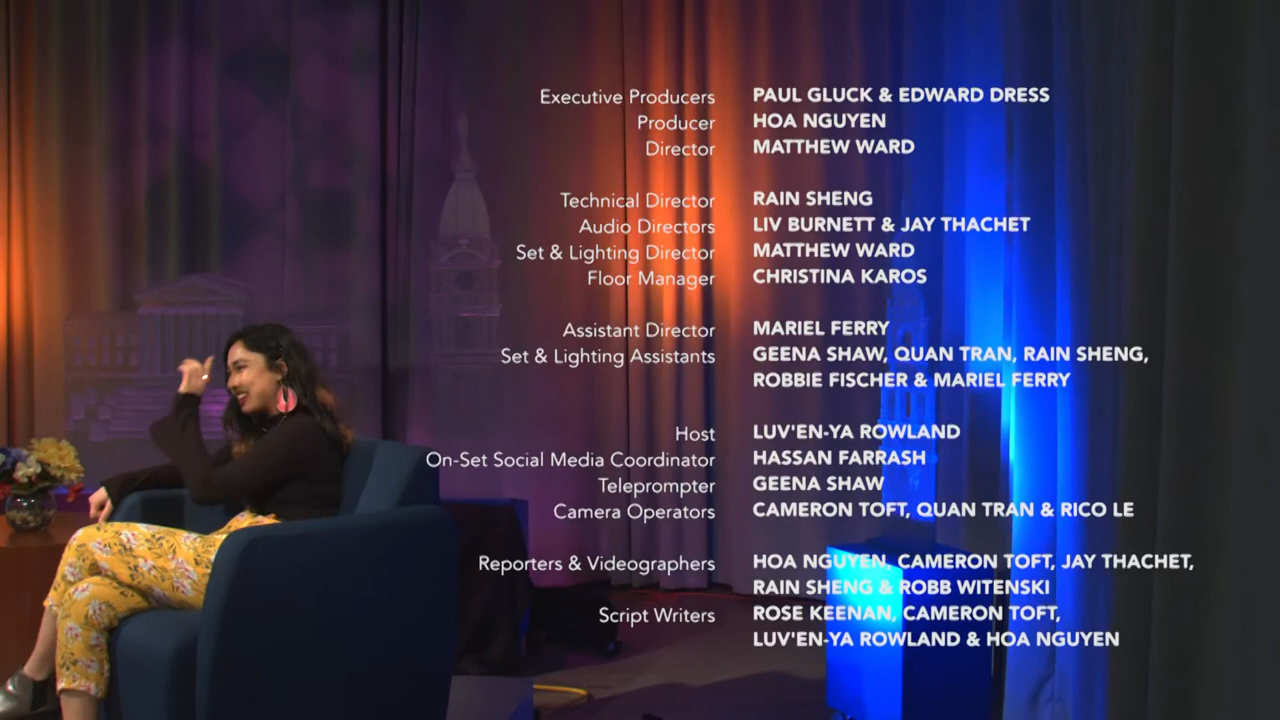 Executive Producers PAUL GLUCK & EDWARD DRESS
Producer HOA NGUYEN
Director MATTHEW WARD
Technical Director RAIN SHENG
Audio Directors LIV BURNETT & JAY THACHET
Set & Lighting Director MATTHEW WARD
Floor Manager CHRISTINA KAROS
Assistant Director MARIEL FERRY
Set & Lighting Assistants GEENA SHAW, QUAN TRAN, RAIN SHENG,
ROBBIE FISCHER & MARIEL FERRY
Host LUV'EN-YA ROWLAND
On-Set Social Media Coordinator HASSAN FARRASH
Teleprompter GEENA SHAW
Camera Operators CAMERON TOFT, QUAN TRAN & RICO LE
Reporters & Videographers HOA NGUYEN, CAMERON TOFT, JAY THACHET,
RAIN SHENG & ROBB WITENSKI
Script Writers ROSE KEENAN, CAMERON TOFT,
LUV'EN-YA ROWLAND & HOA NGUYEN